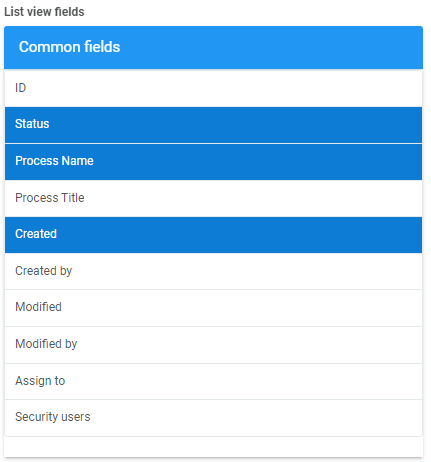 List view fields
Common fields
ID
Status
Process Name
Process Title
Created
Created by
Modified
Modified by
Assign to
Security users